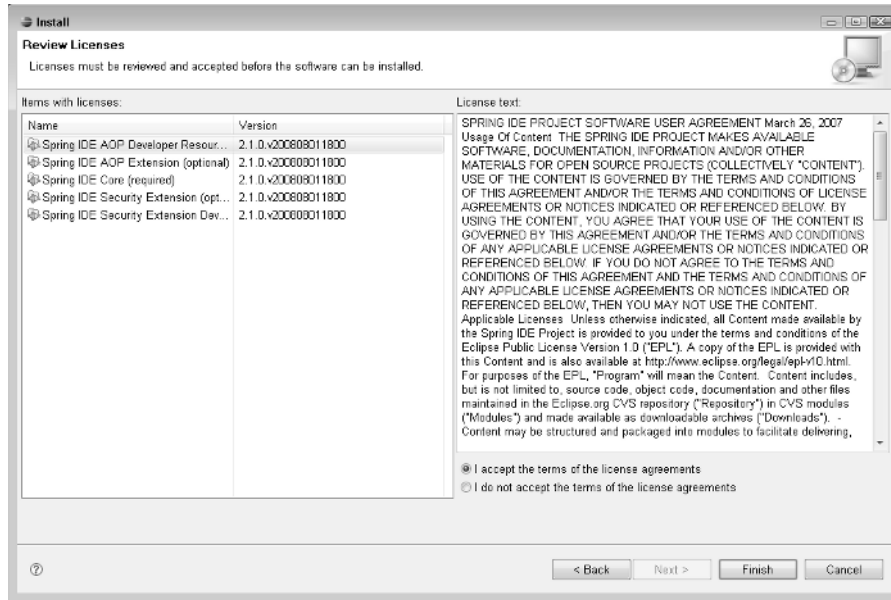 Install
Review Licenses
Licenses must be reviewed and accepted before the software can be installed.
Items with licenses:
Name Version
Spring IDE AOP Developer Resour... 2.1.0.v200808011800
Spring IDE AOP Extension (optional) 2.1.0.v200808011800
Spring IDE Core (required) 2.1.0.v200808011800
Spring IDE Security Extension (opt... 2.1.0.v200808011800
Spring IDE Security Extension Dev... 2.1.0.v200808011800
License text:
SPRING IDE PROJECT SOFTWARE USER AGREEMENT March 26, 2007
Usage Of Content THE SPRING IDE PROJECT MAKES AVAILABLE
SOFTWARE, DOCUMENTATION, INFORMATION AND/OR OTHER
MATERIALS FOR OPEN SOURCE PROJECTS (COLLECTIVELY "CONTENT").
USE OF THE CONTENT IS GOVERNED BY THE TERMS AND CONDITIONS
OF THIS AGREEMENT AND/OR THE TERMS AND CONDITIONS OF LICENSE
AGREEMENTS OR NOTICES INDICATED OR REFERENCED BELOW. BY
USING THE CONTENT, YOU AGREE THAT YOUR USE OF THE CONTENT IS
GOVERNED BY THIS AGREEMENT AND/OR THE TERMS AND CONDITIONS
OF ANY APPLICABLE LICENSE AGREEMENTS OR NOTICES INDICATED OR
REFERENCED BELOW. IF YOU DO NOT AGREE TO THE TERMS AND
CONDITIONS OF THIS AGREEMENT AND THE TERMS AND CONDITIONS OF
ANY APPLICABLE LICENSE AGREEMENTS OR NOTICES INDICATED OR
REFERENCED BELOW, THEN YOU MAY NOT USE THE CONTENT.
Applicable Licenses Unless otherwise indicated, all Content made available by
the Spring IDE Project is provided to you under the terms and conditions of the
Eclipse Public License Version 1.0 ("EPL"). A copy of the EPL is provided with
this Content and is also available at http://www.eclipse.org/legal/epl-v10.html.
For purposes of the EPL, "Program" will mean the Content. Content includes,
but is not limited to, source code, object code, documentation and other files
maintained in the Eclipse.org CVS repository ("Repository") in CVS modules
("Modules") and made available as downloadable archives ("Downloads"). -
Content may be structured and packaged into modules to facilitate delivering,
I accept the terms of the license agreements
I do not accept the terms of the license agreements
< Back Next > Finish Cancel